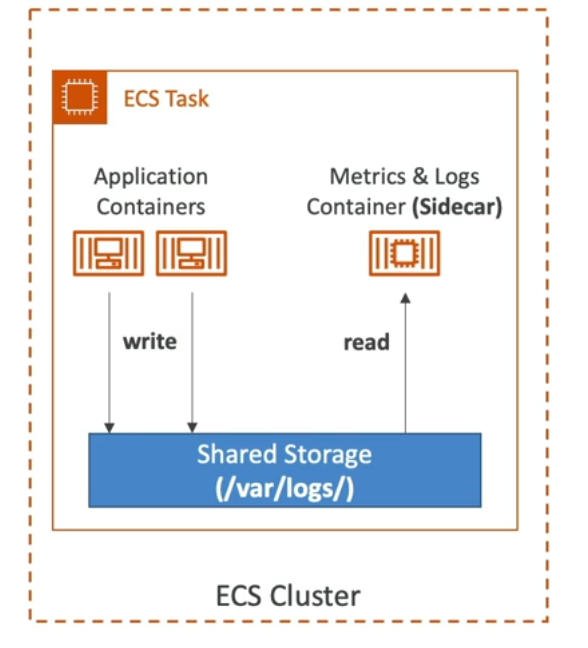 ECS Task
Application
Containers
Metrics & Logs
Container (Sidecar)
write
read
Shared Storage
(/var/logs/)
ECS Cluster